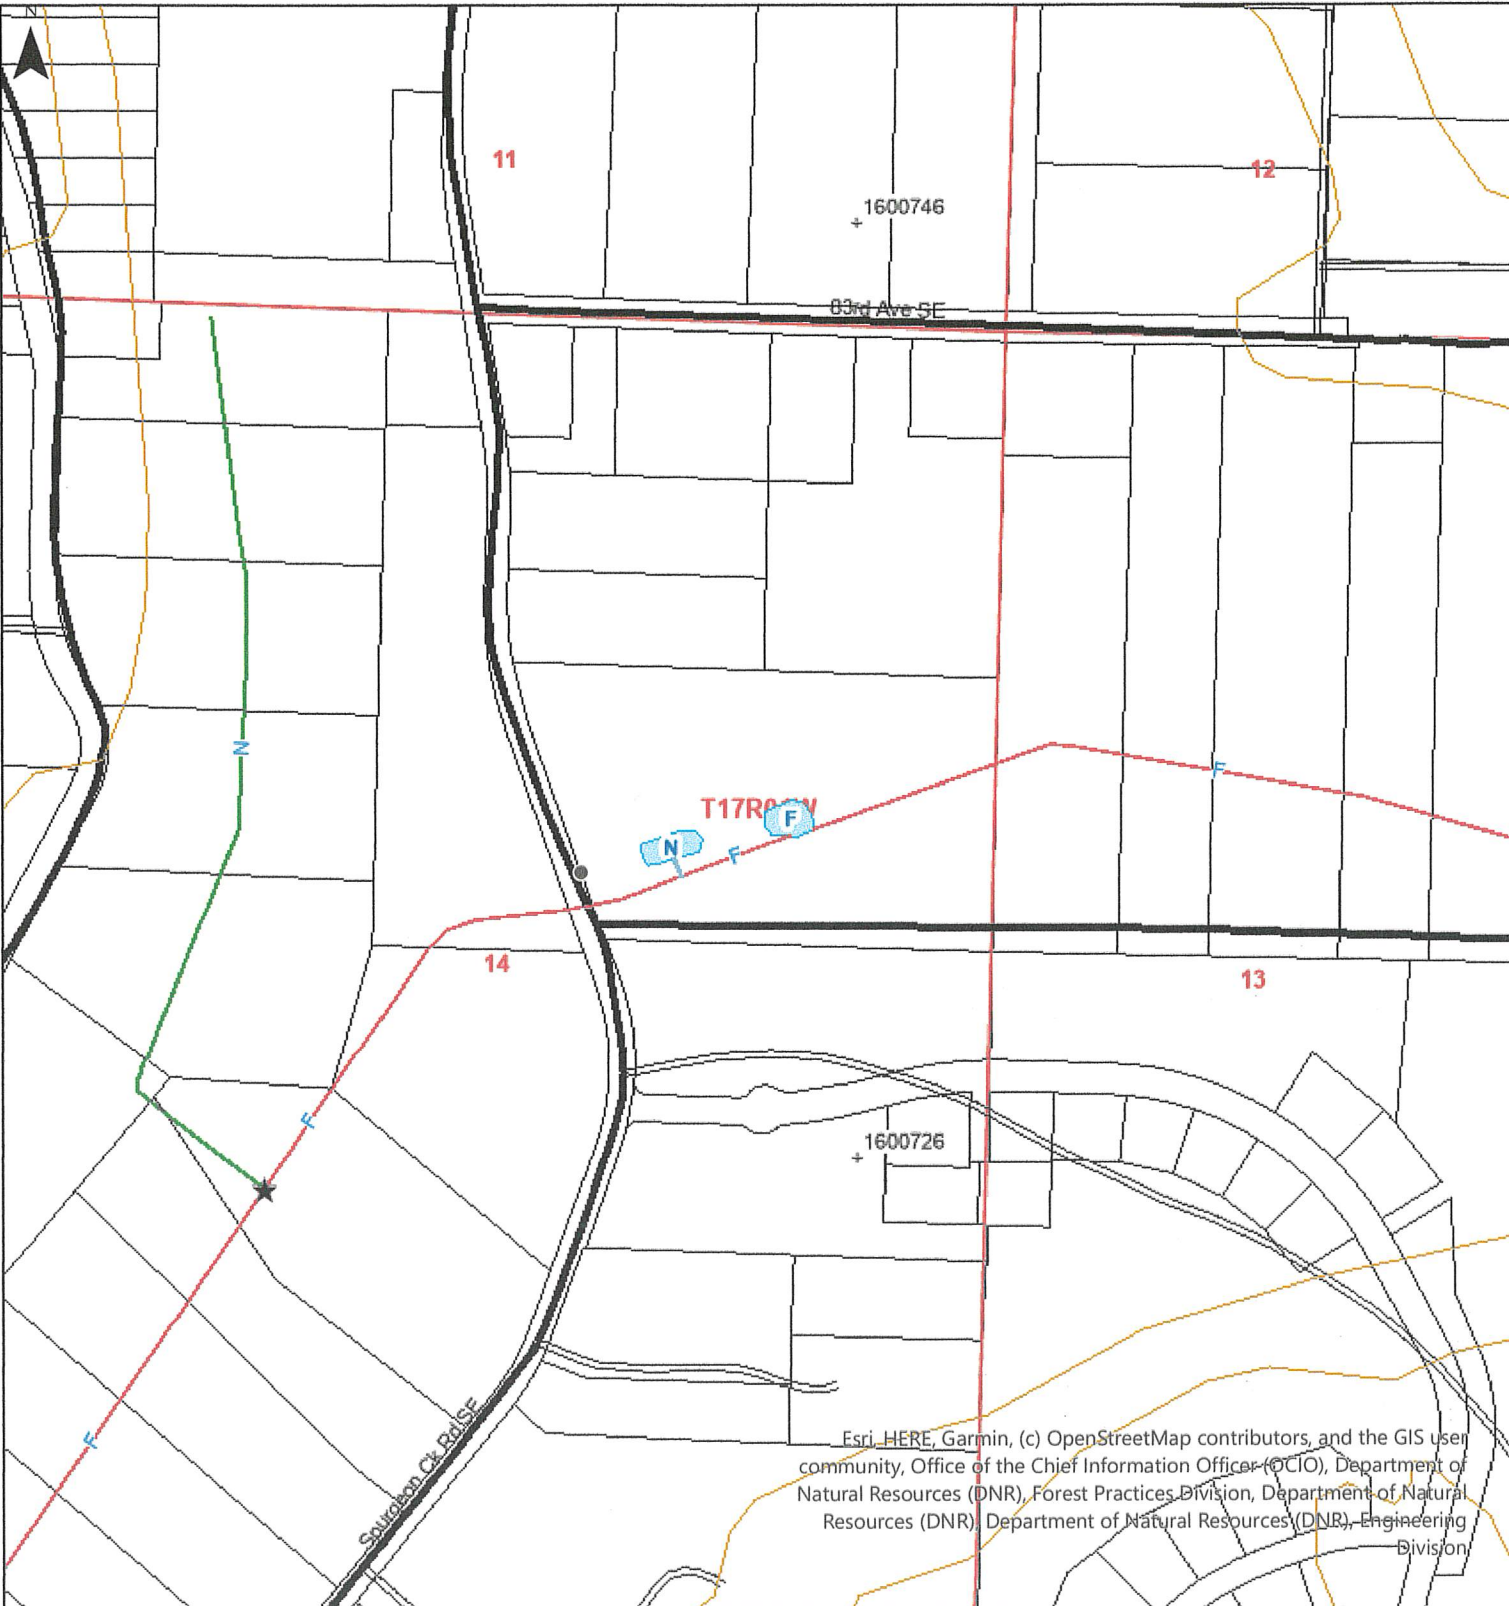 N
11
12
1600746
83rd Ave SE
N
F
F
N
F
14
13
F
1600726
F
Spurgeon Ck Rd SE
Esri, HERE, Garmin, (c) OpenStreetMap contributors, and the GIS user
community, Office of the Chief Information Officer (OCIO), Department of
Natural Resources (DNR), Forest Practices Division, Department of Natural
Resources (DNR), Department of Natural Resources (DNR), Engineering
Division